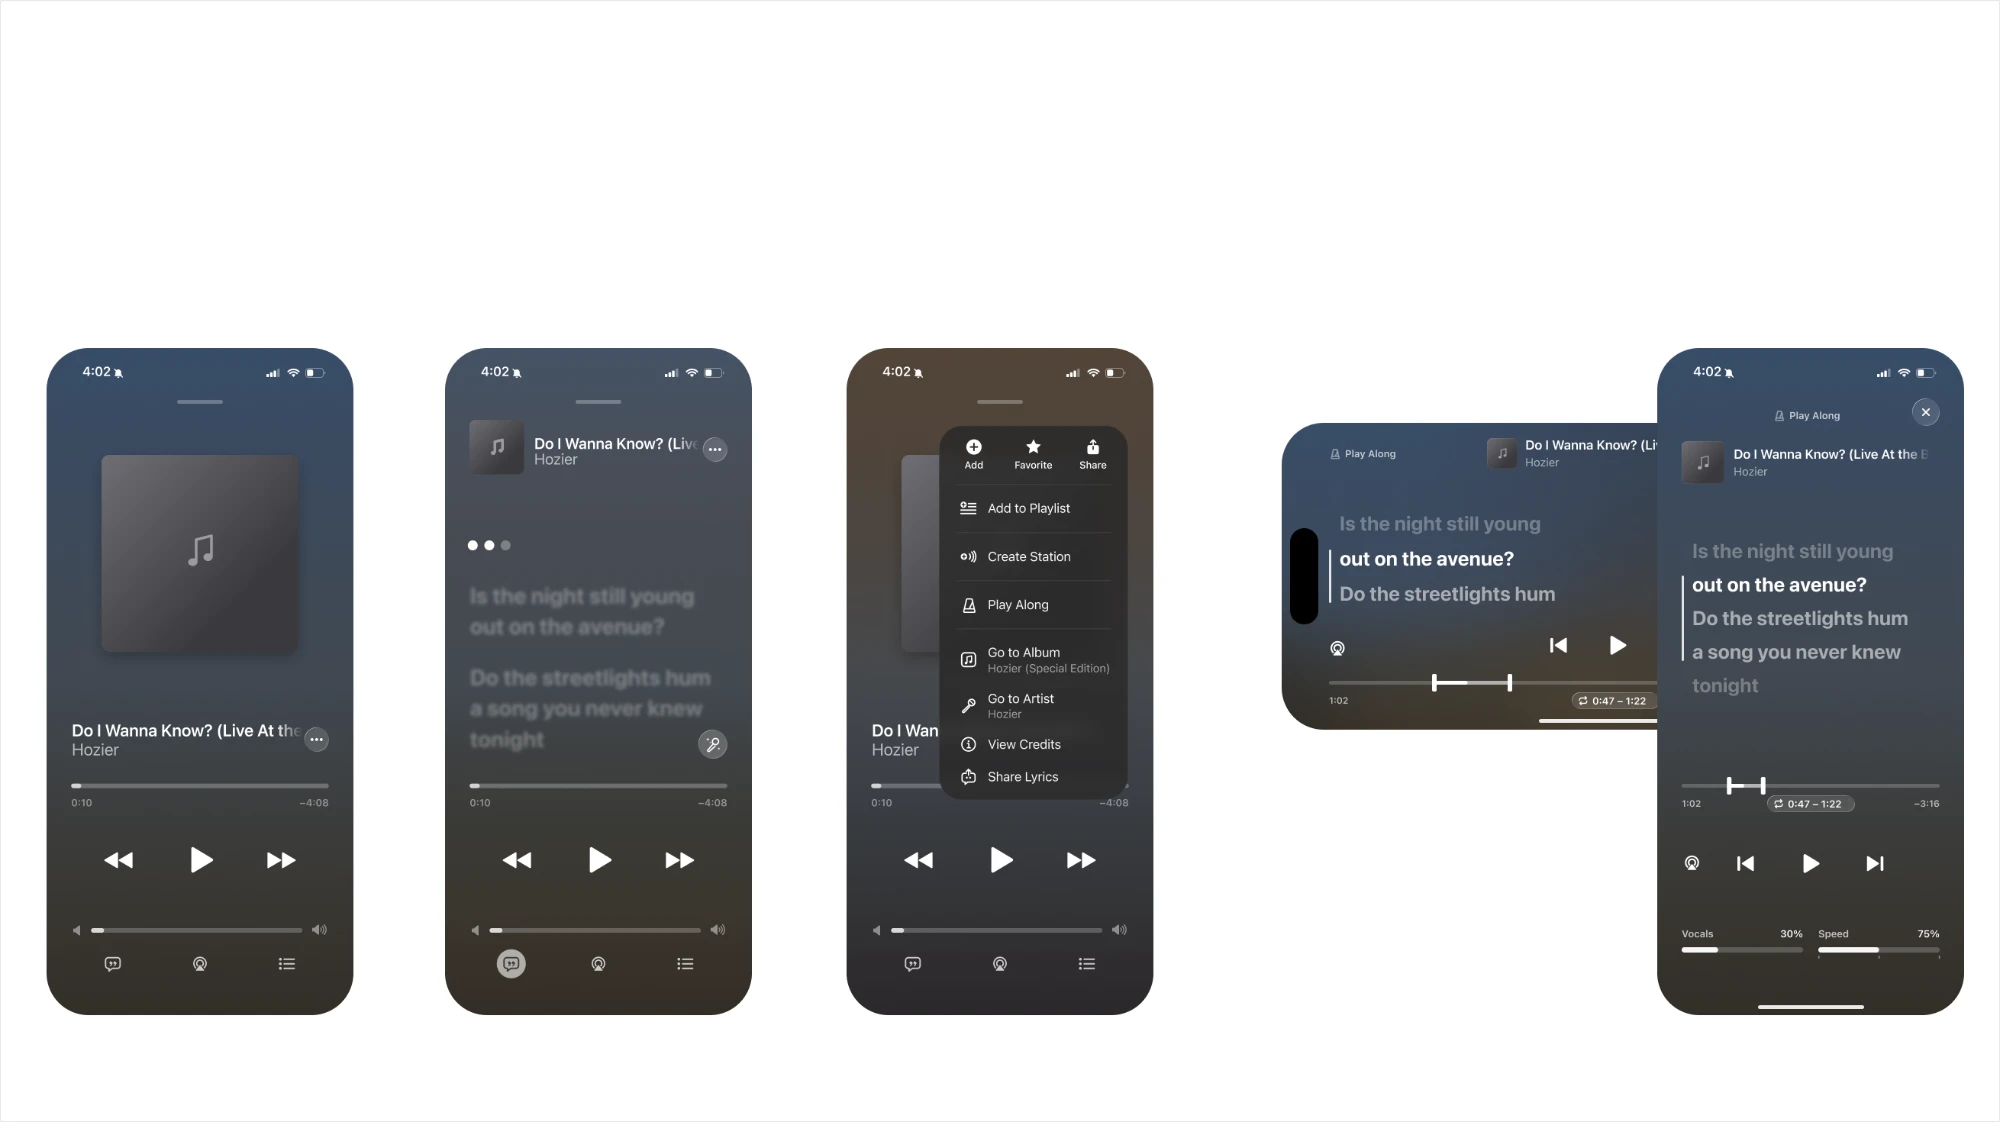 4:02
Do I Wanna Know? (Live At the
Hozier
0:10
−4:08
4:02
Do I Wanna Know? (Live
Hozier
Is the night still young
out on the avenue?
Do the streetlights hum
a song you never knew
tonight
0:10
−4:08
4:02
Add
Favorite
Share
Add to Playlist
Create Station
Play Along
Go to Album
Hozier (Special Edition)
Go to Artist
Hozier
View Credits
Share Lyrics
Do I Wan
Hozier
0:10
−4:08
Play Along
Do I Wanna Know? (Li
Hozier
Is the night still young
out on the avenue?
Do the streetlights hum
1:02
0:47 – 1:22
4:02
Play Along
Do I Wanna Know? (Live At the B
Hozier
Is the night still young
out on the avenue?
Do the streetlights hum
a song you never knew
tonight
1:02
0:47 – 1:22
−3:16
Vocals 30%
Speed 75%